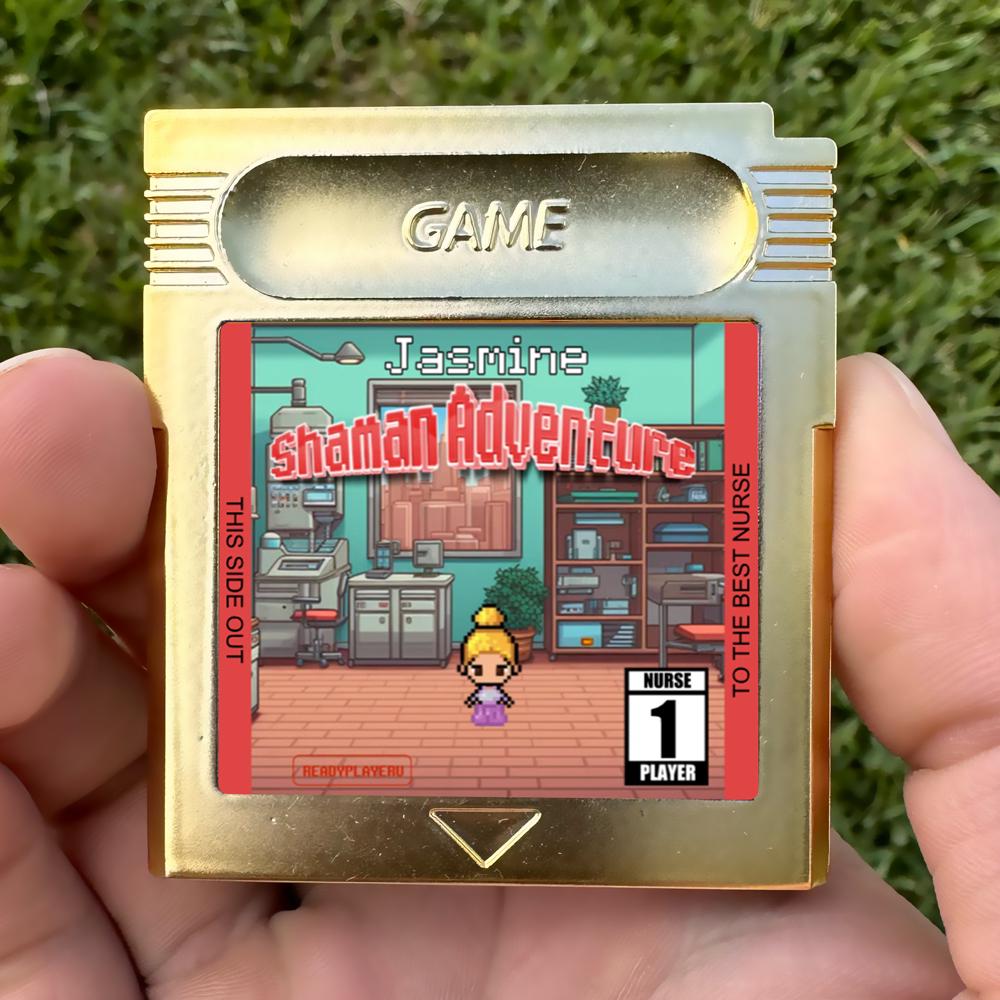 GAME
Jasmine
Shaman Adventure
THIS SIDE OUT
TO THE BEST NURSE
NURSE
1
PLAYER
READYPLAYERU